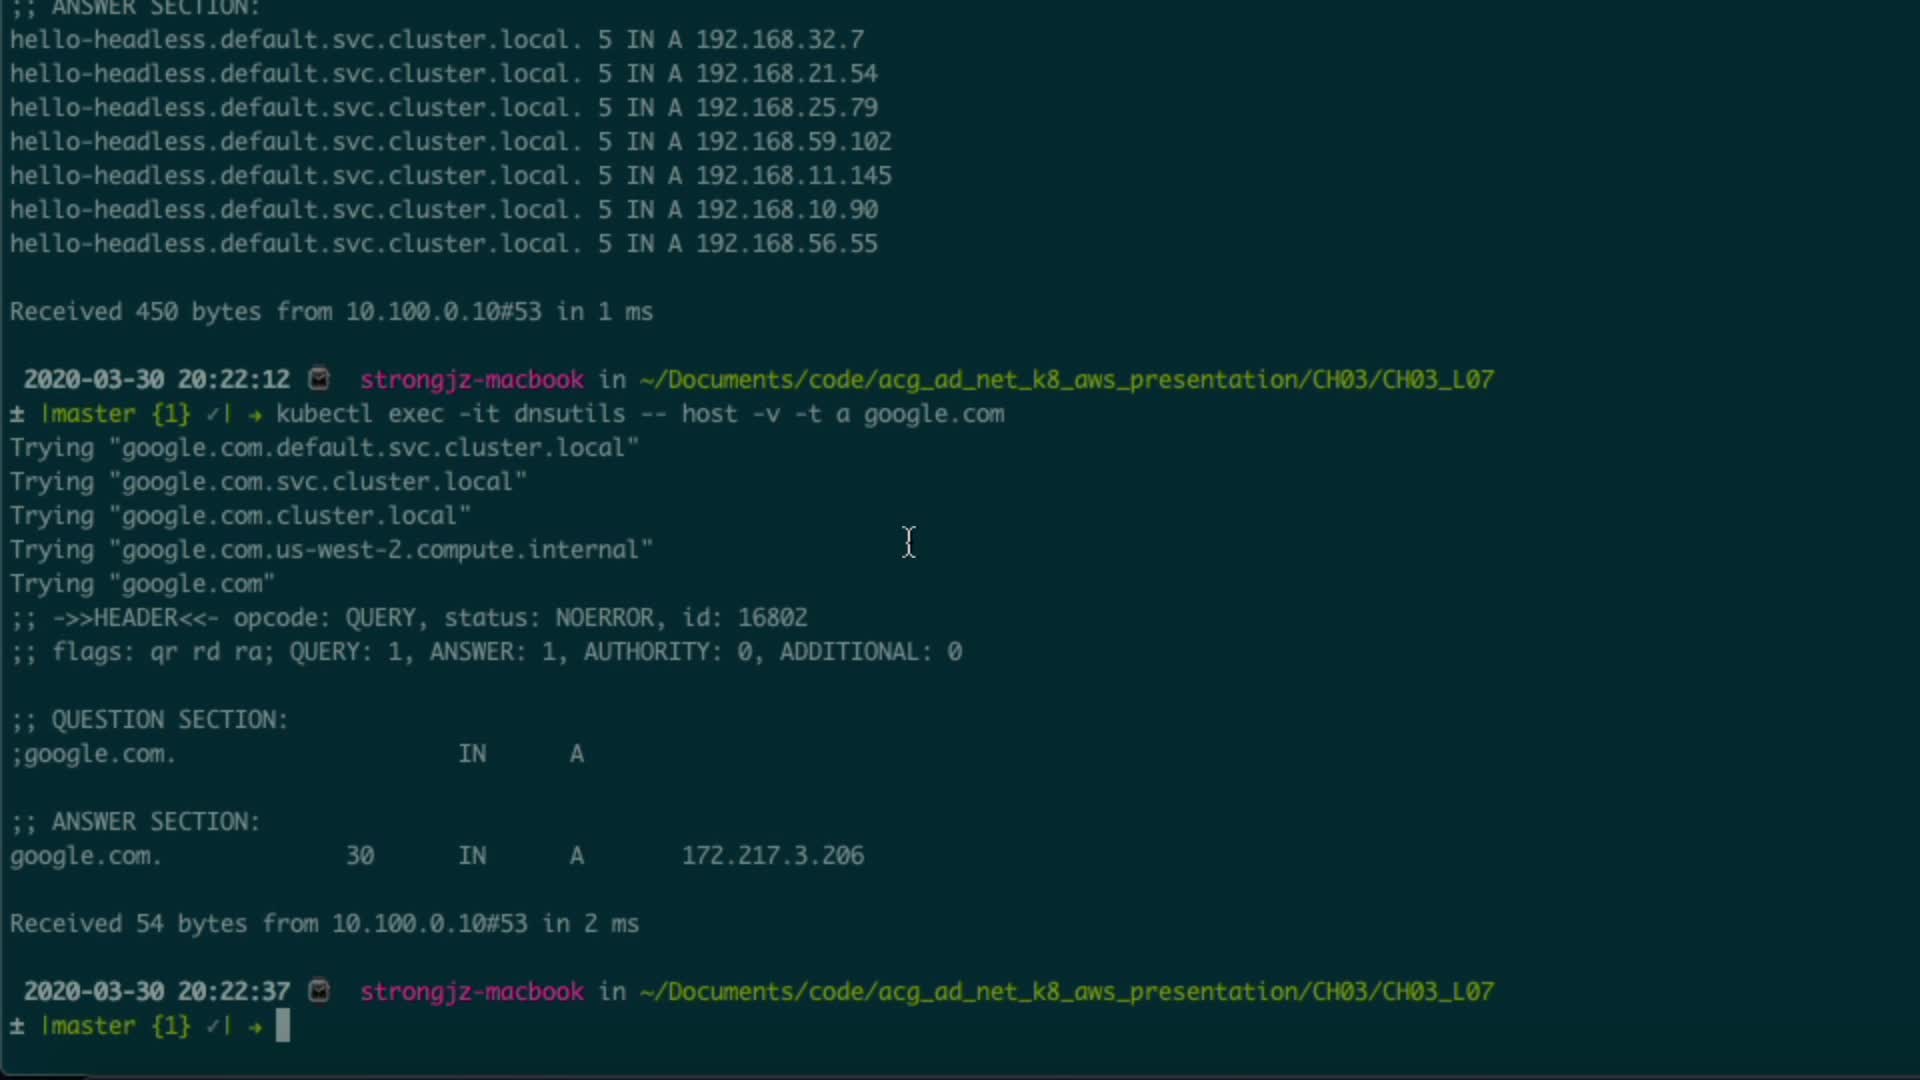 ;; ANSWER SECTION:
hello-headless.default.svc.cluster.local. 5 IN A 192.168.32.7
hello-headless.default.svc.cluster.local. 5 IN A 192.168.21.54
hello-headless.default.svc.cluster.local. 5 IN A 192.168.25.79
hello-headless.default.svc.cluster.local. 5 IN A 192.168.59.102
hello-headless.default.svc.cluster.local. 5 IN A 192.168.11.145
hello-headless.default.svc.cluster.local. 5 IN A 192.168.10.90
hello-headless.default.svc.cluster.local. 5 IN A 192.168.56.55
Received 450 bytes from 10.100.0.10#53 in 1 ms
2020-03-30 20:22:12 strongjz-macbook in ~/Documents/code/acg_ad_net_k8_aws_presentation/CH03/CH03_L07
± |master {1} ✓| → kubectl exec -it dnsutils -- host -v -t a google.com
Trying "google.com.default.svc.cluster.local"
Trying "google.com.svc.cluster.local"
Trying "google.com.cluster.local"
Trying "google.com.us-west-2.compute.internal"
Trying "google.com"
;; ->>HEADER<<- opcode: QUERY, status: NOERROR, id: 16802
;; flags: qr rd ra; QUERY: 1, ANSWER: 1, AUTHORITY: 0, ADDITIONAL: 0
;; QUESTION SECTION:
;google.com. IN A
;; ANSWER SECTION:
google.com. 30 IN A 172.217.3.206
Received 54 bytes from 10.100.0.10#53 in 2 ms
2020-03-30 20:22:37 strongjz-macbook in ~/Documents/code/acg_ad_net_k8_aws_presentation/CH03/CH03_L07
± |master {1} ✓| →